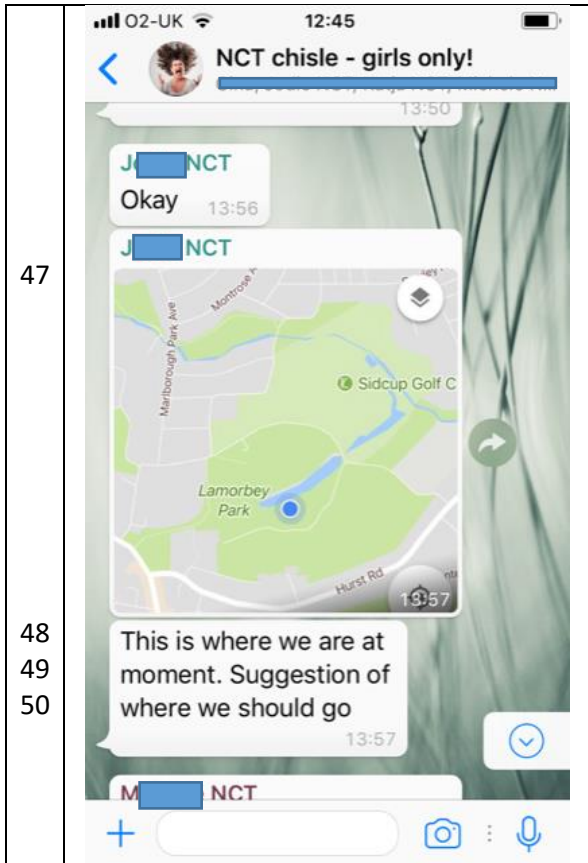 O2-UK 12:45
NCT chisle - girls only!
13:50
J NCT
Okay 13:56
J NCT
47
Montrose
Marlborough Park Ave
Sidcup Golf C
Lamorbey
Park
Hurst Rd
13:57
48 This is where we are at
49 moment. Suggestion of
50 where we should go
13:57
M NCT